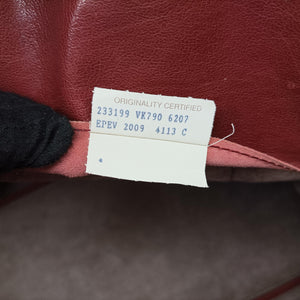 ORIGINALITY CERTIFIED
233199 VK790 6207
EPEV 2009 4113 C